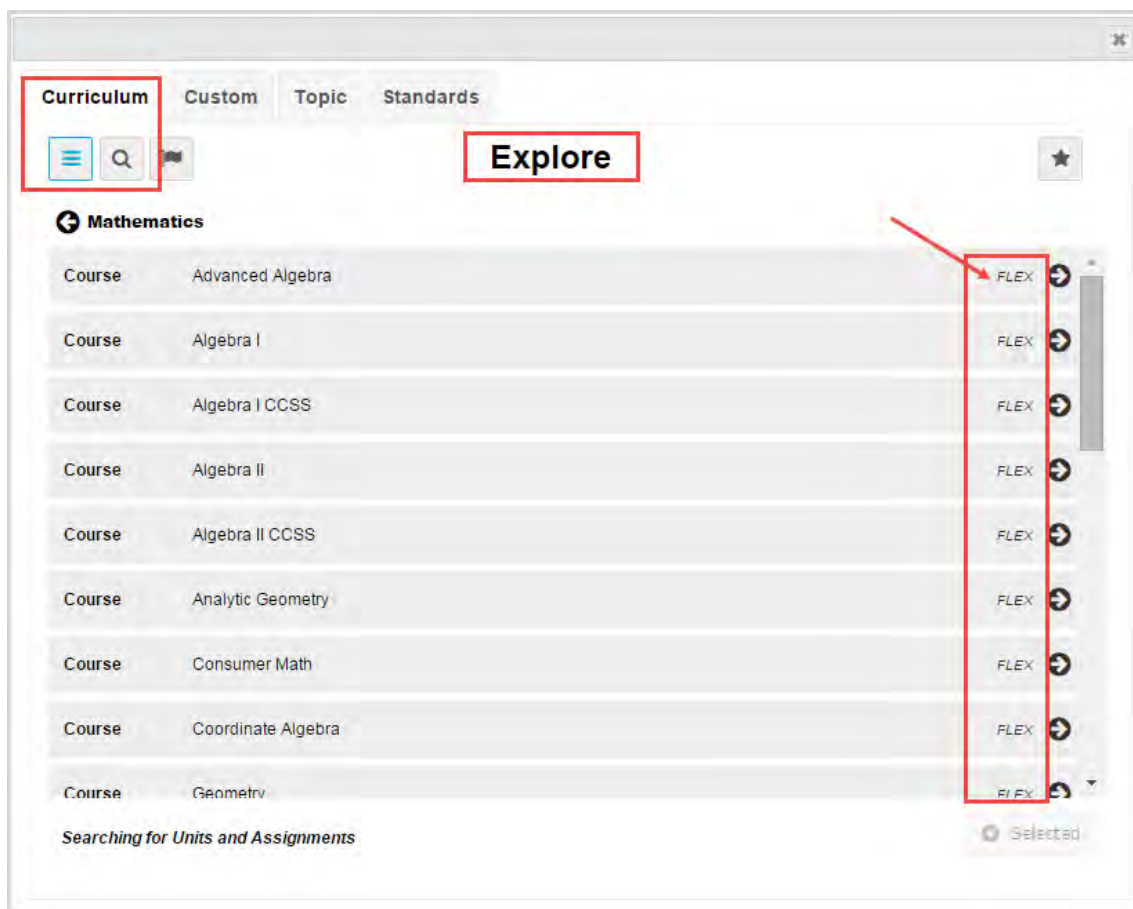 Curriculum Custom Topic Standards
Explore
Mathematics
Course Advanced Algebra FLEX
Course Algebra I FLEX
Course Algebra I CCSS FLEX
Course Algebra II FLEX
Course Algebra II CCSS FLEX
Course Analytic Geometry FLEX
Course Consumer Math FLEX
Course Coordinate Algebra FLEX
Course Geometry FLEX
Searching for Units and Assignments Selected